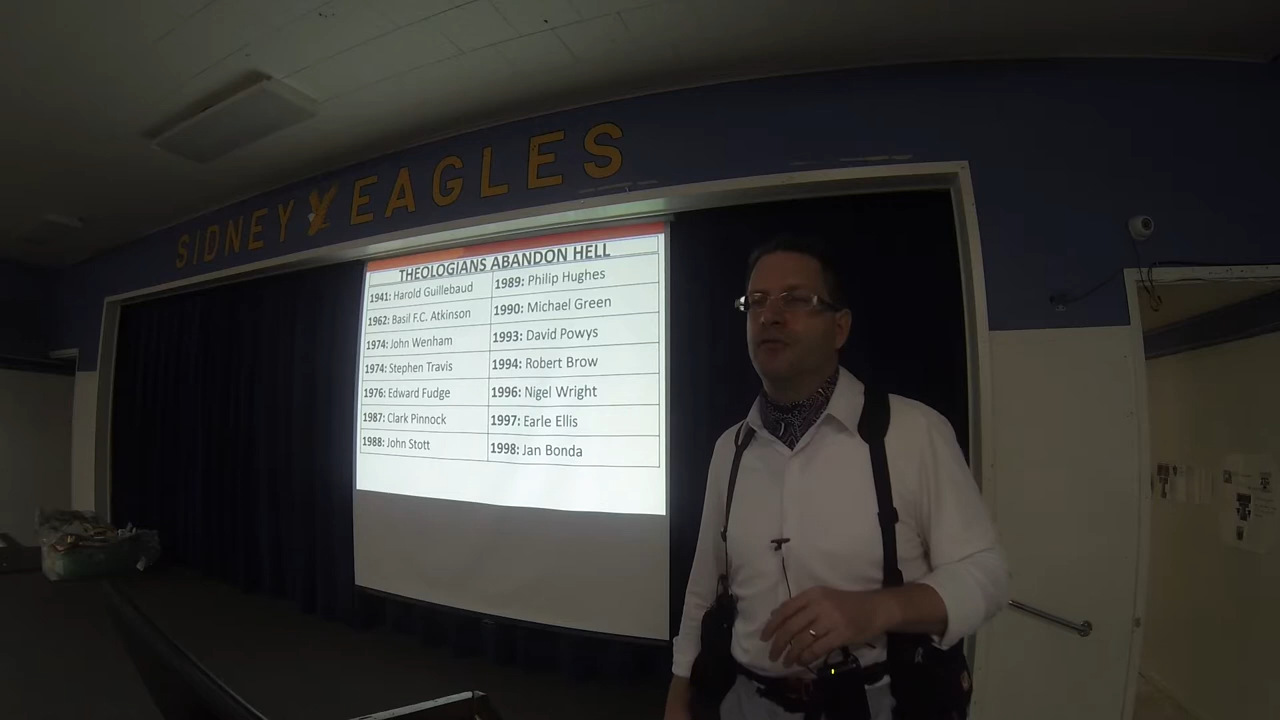 SIDNEY EAGLES
THEOLOGIANS ABANDON HELL
1941: Harold Guillebaud
1989: Philip Hughes
1962: Basil F.C. Atkinson
1990: Michael Green
1974: John Wenham
1993: David Powys
1974: Stephen Travis
1994: Robert Brow
1976: Edward Fudge
1996: Nigel Wright
1987: Clark Pinnock
1997: Earle Ellis
1988: John Stott
1998: Jan Bonda